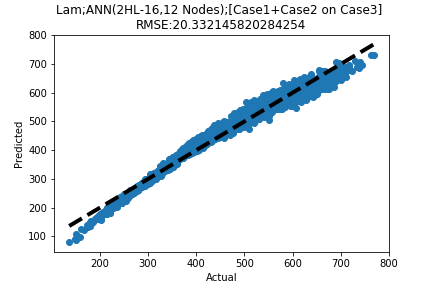 Lam;ANN(2HL-16,12 Nodes);[Case1+Case2 on Case3]
RMSE:20.332145820284254
800
700
600
500
400
300
200
100
Predicted
200 300 400 500 600 700 800
Actual